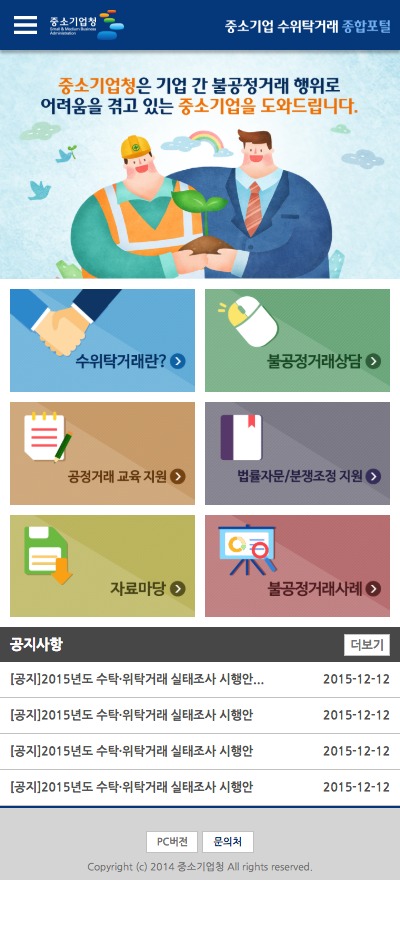 중소기업청
Small & Medium Business
Administration
중소기업 수위탁거래 종합포털
중소기업청은 기업 간 불공정거래 행위로
어려움을 겪고 있는 중소기업을 도와드립니다.
수위탁거래란?
불공정거래상담
공정거래 교육 지원
법률자문/분쟁조정 지원
자료마당
불공정거래사례
공지사항
더보기
[공지]2015년도 수탁·위탁거래 실태조사 시행안... 2015-12-12
[공지]2015년도 수탁·위탁거래 실태조사 시행안 2015-12-12
[공지]2015년도 수탁·위탁거래 실태조사 시행안 2015-12-12
[공지]2015년도 수탁·위탁거래 실태조사 시행안 2015-12-12
PC버젼 문의처
Copyright (c) 2014 중소기업청 All rights reserved.